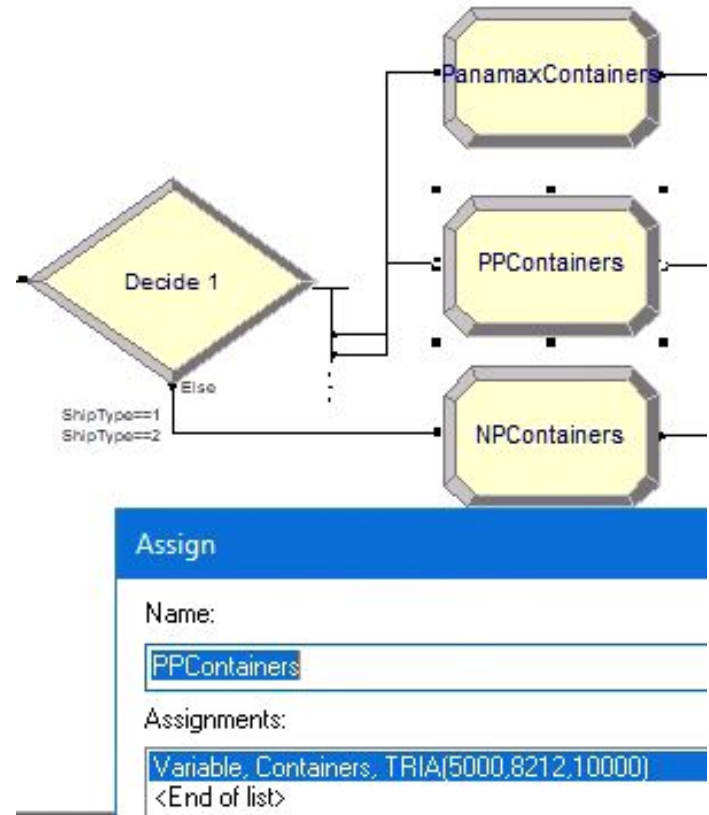 PanamaxContainers
Decide 1
PPContainers
Else
ShipType==1
ShipType==2
NPContainers
Assign
Name:
PPContainers
Assignments:
Variable, Containers, TRIA(5000,8212,10000)
<End of list>